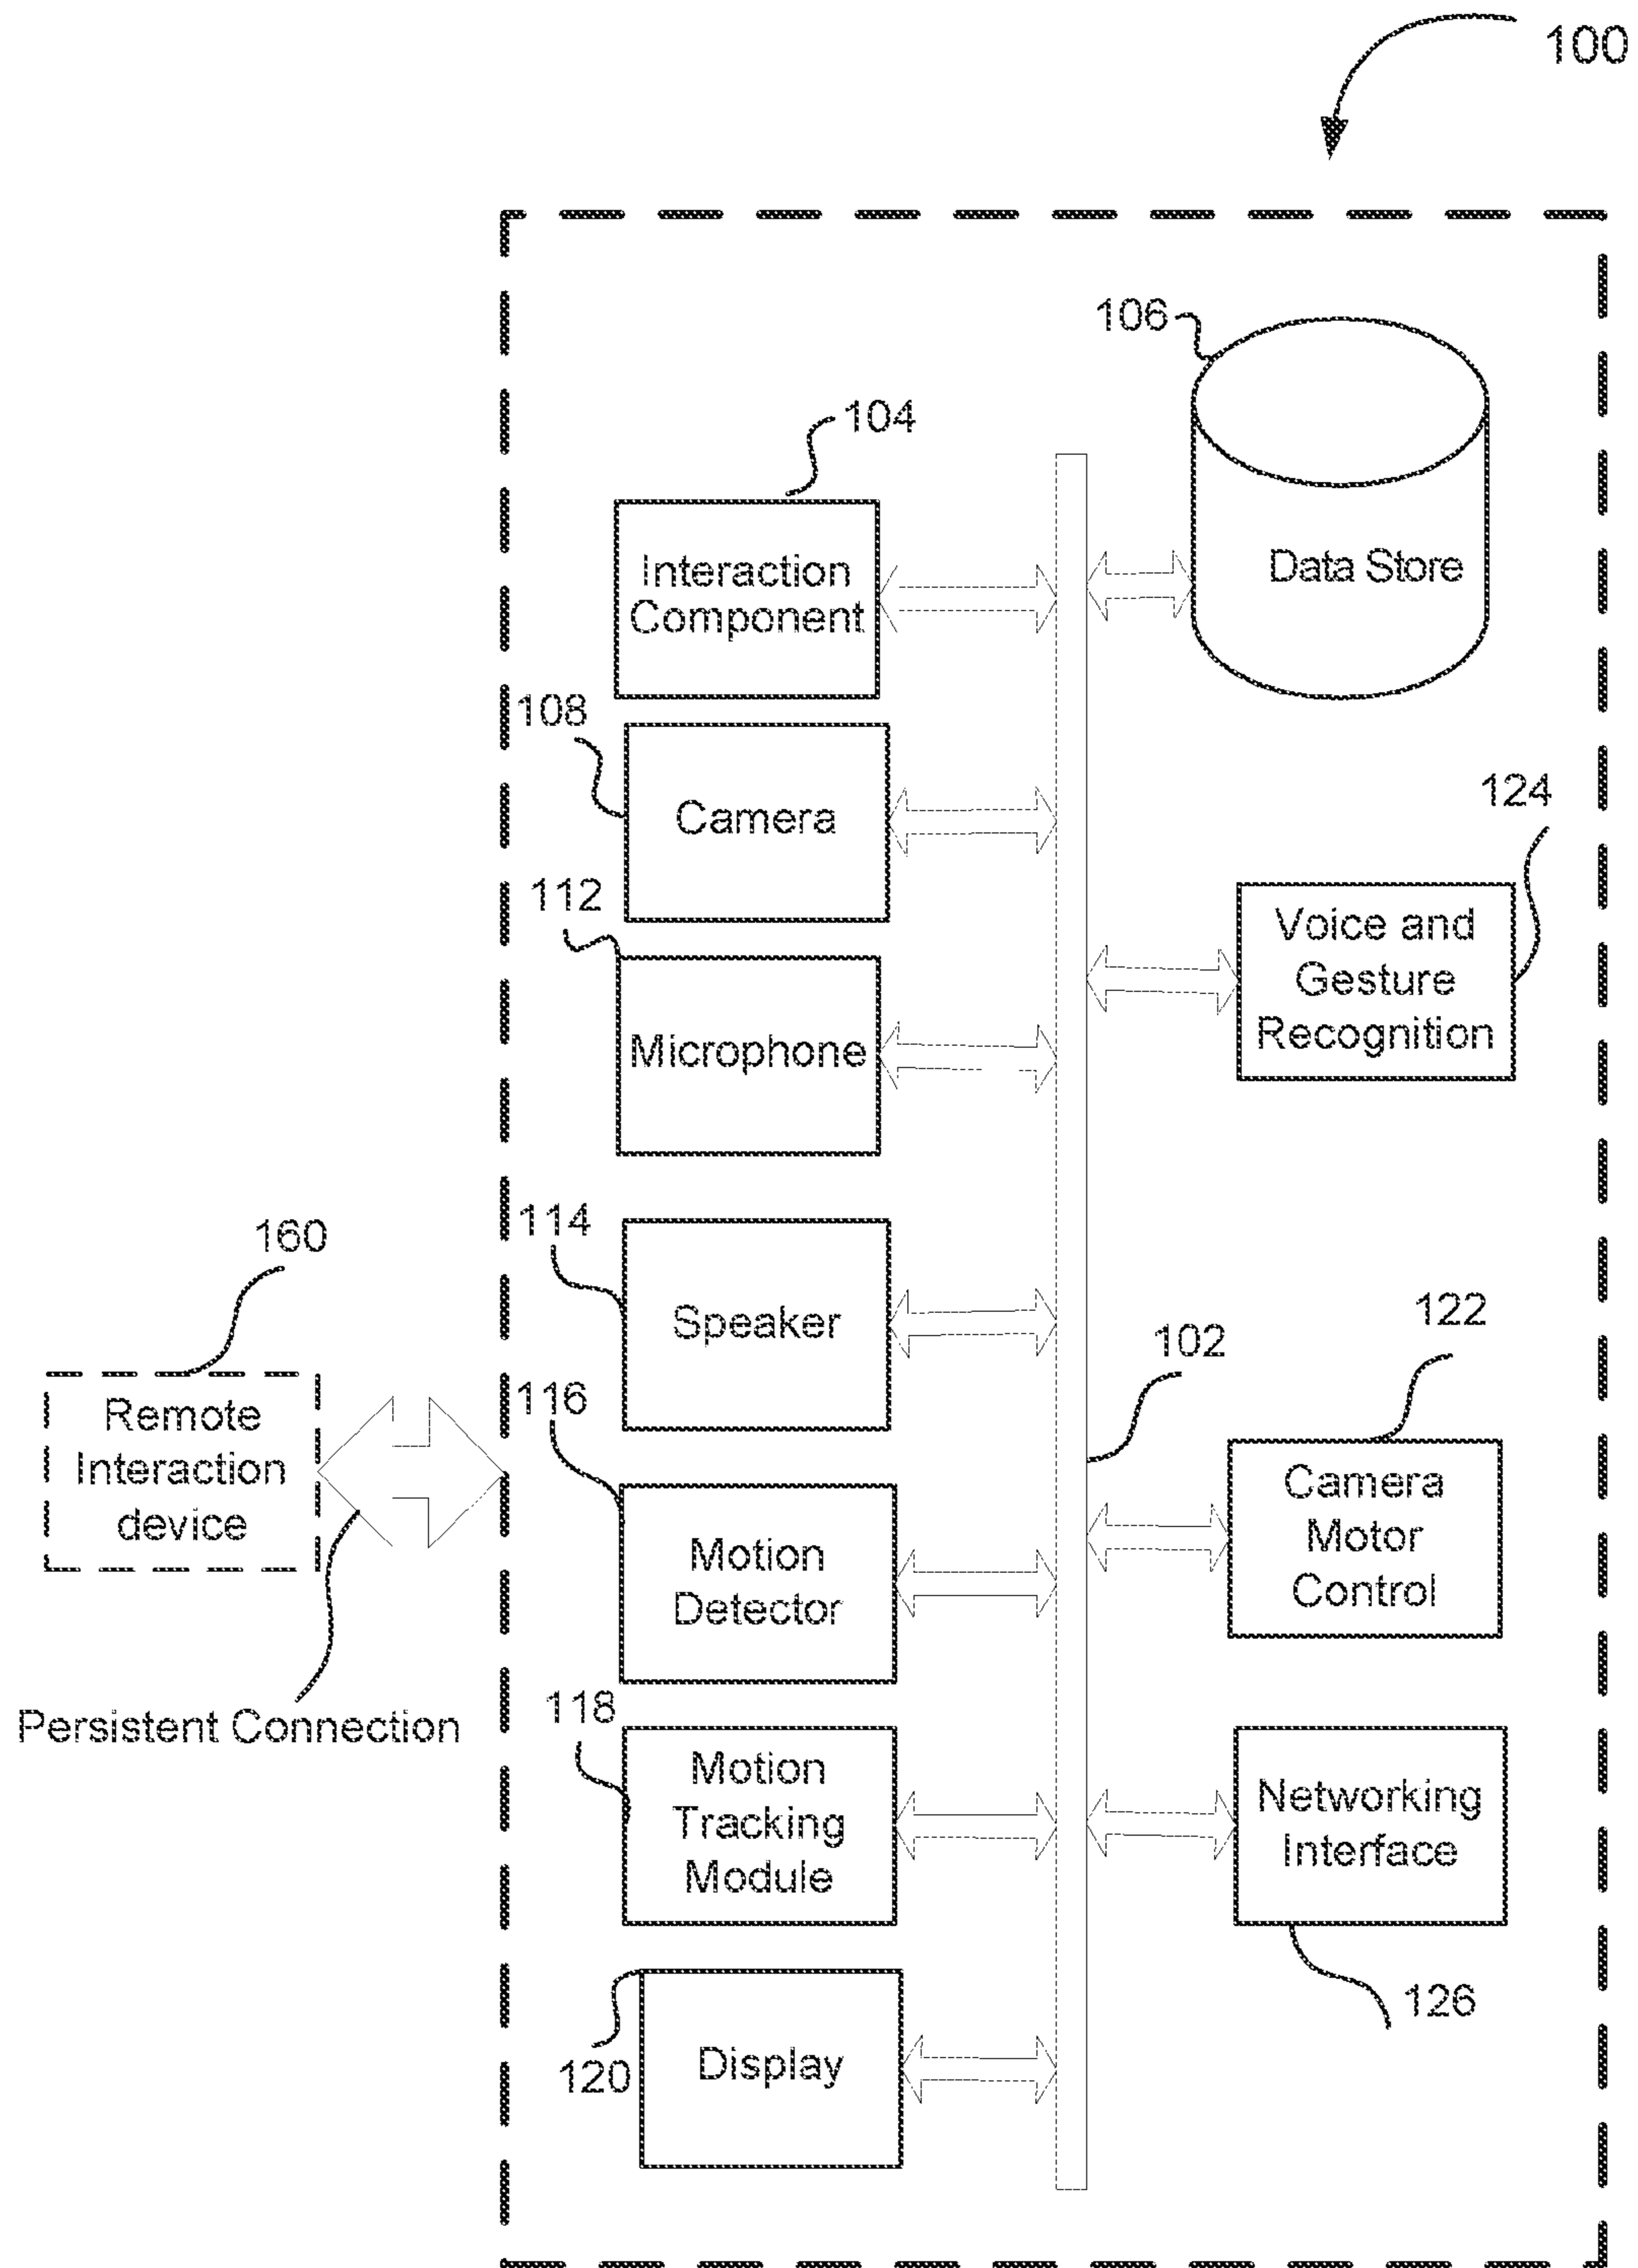 100
106
104
Interaction
Component
Data Store
108
Camera
124
112
Voice and
Gesture
Recognition
Microphone
114
160
Speaker
122
102
Remote
Interaction
device
116
Camera
Motor
Control
Motion
Detector
Persistent Connection
118
Motion
Tracking
Module
Networking
Interface
126
120
Display